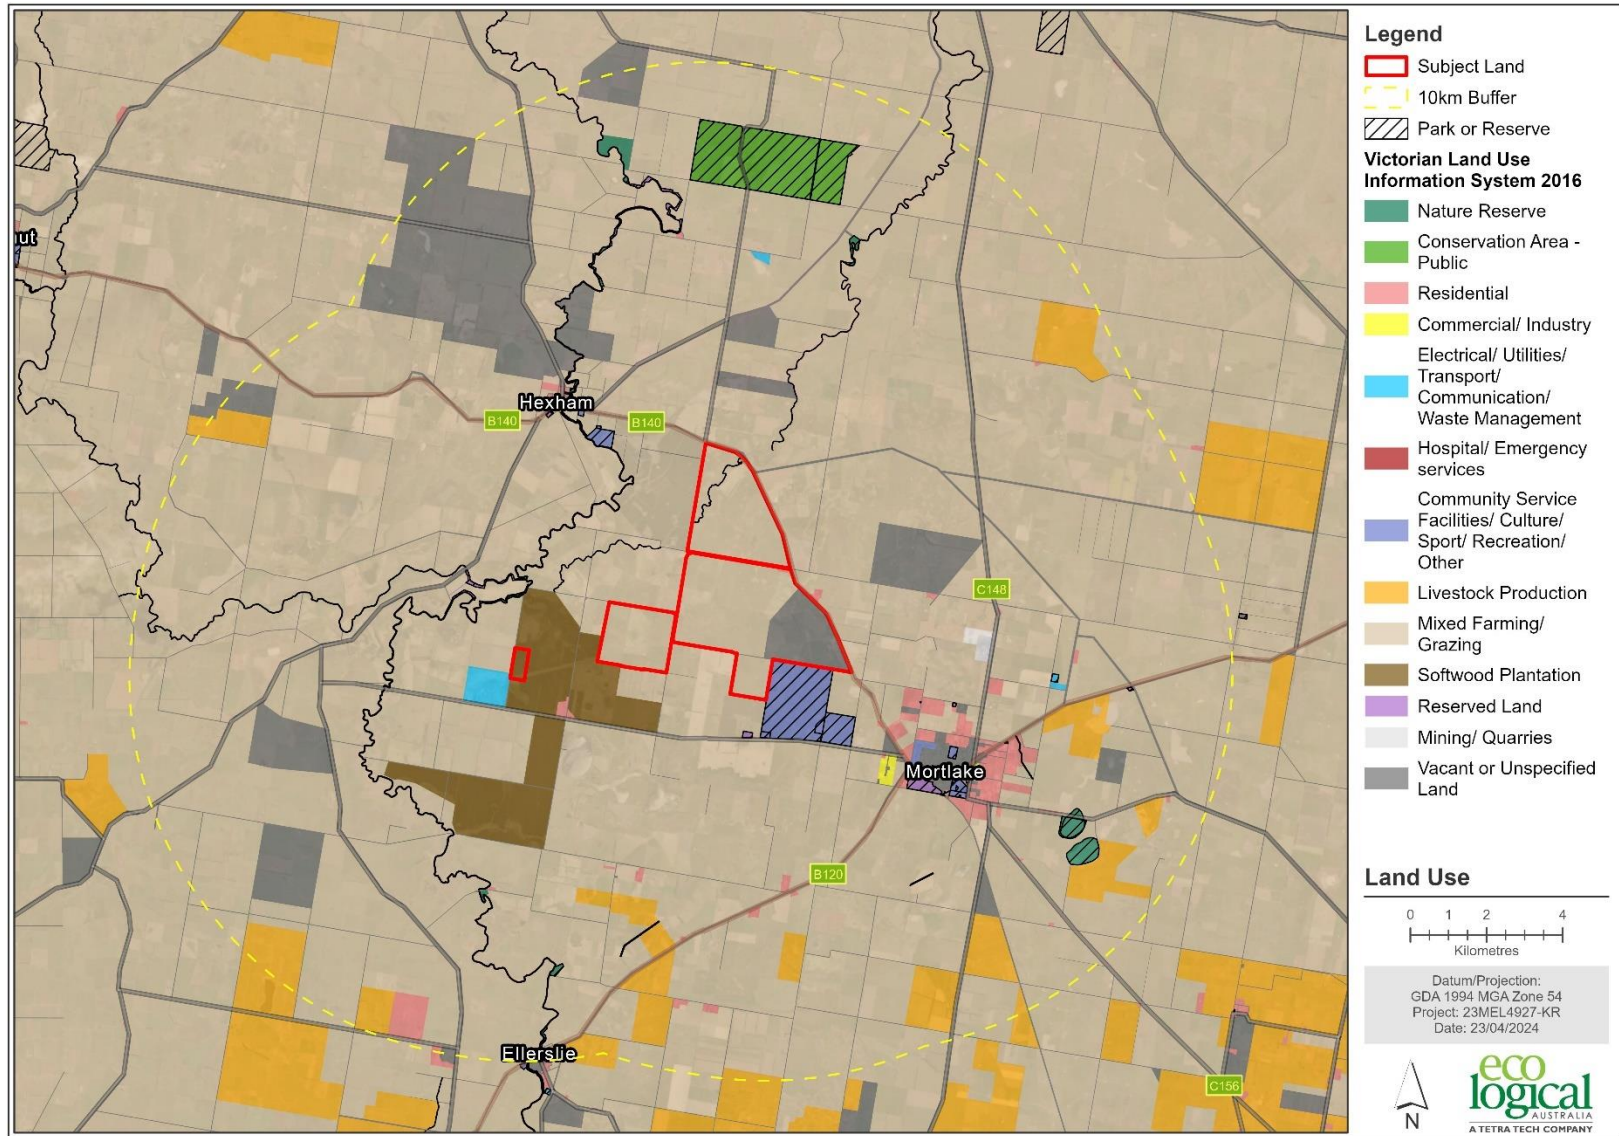 ut
Hexham
B140
B140
C148
Mortlake
B120
Ellerslie
C156
Legend
Subject Land
10km Buffer
Park or Reserve
Victorian Land Use
Information System 2016
Nature Reserve
Conservation Area -
Public
Residential
Commercial/ Industry
Electrical/ Utilities/
Transport/
Communication/
Waste Management
Hospital/ Emergency
services
Community Service
Facilities/ Culture/
Sport/ Recreation/
Other
Livestock Production
Mixed Farming/
Grazing
Softwood Plantation
Reserved Land
Mining/ Quarries
Vacant or Unspecified
Land
Land Use
0 1 2 4
Kilometres
Datum/Projection:
GDA 1994 MGA Zone 54
Project: 23MEL4927-KR
Date: 23/04/2024
N
eco
logical
AUSTRALIA
A TETRA TECH COMPANY